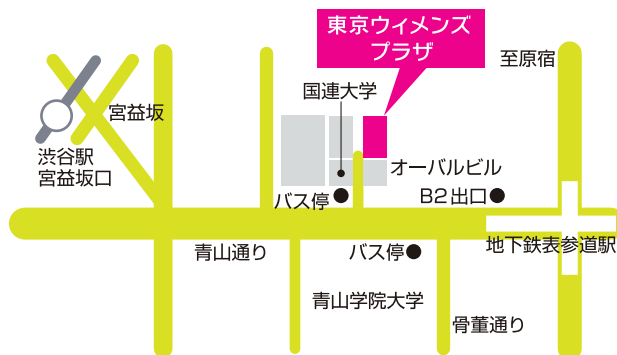 東京ウィメンズ
プラザ
至原宿
国連大学
宮益坂
渋谷駅
宮益坂口
オーバルビル
バス停
B2出口
青山通り
バス停
地下鉄表参道駅
青山学院大学
骨董通り